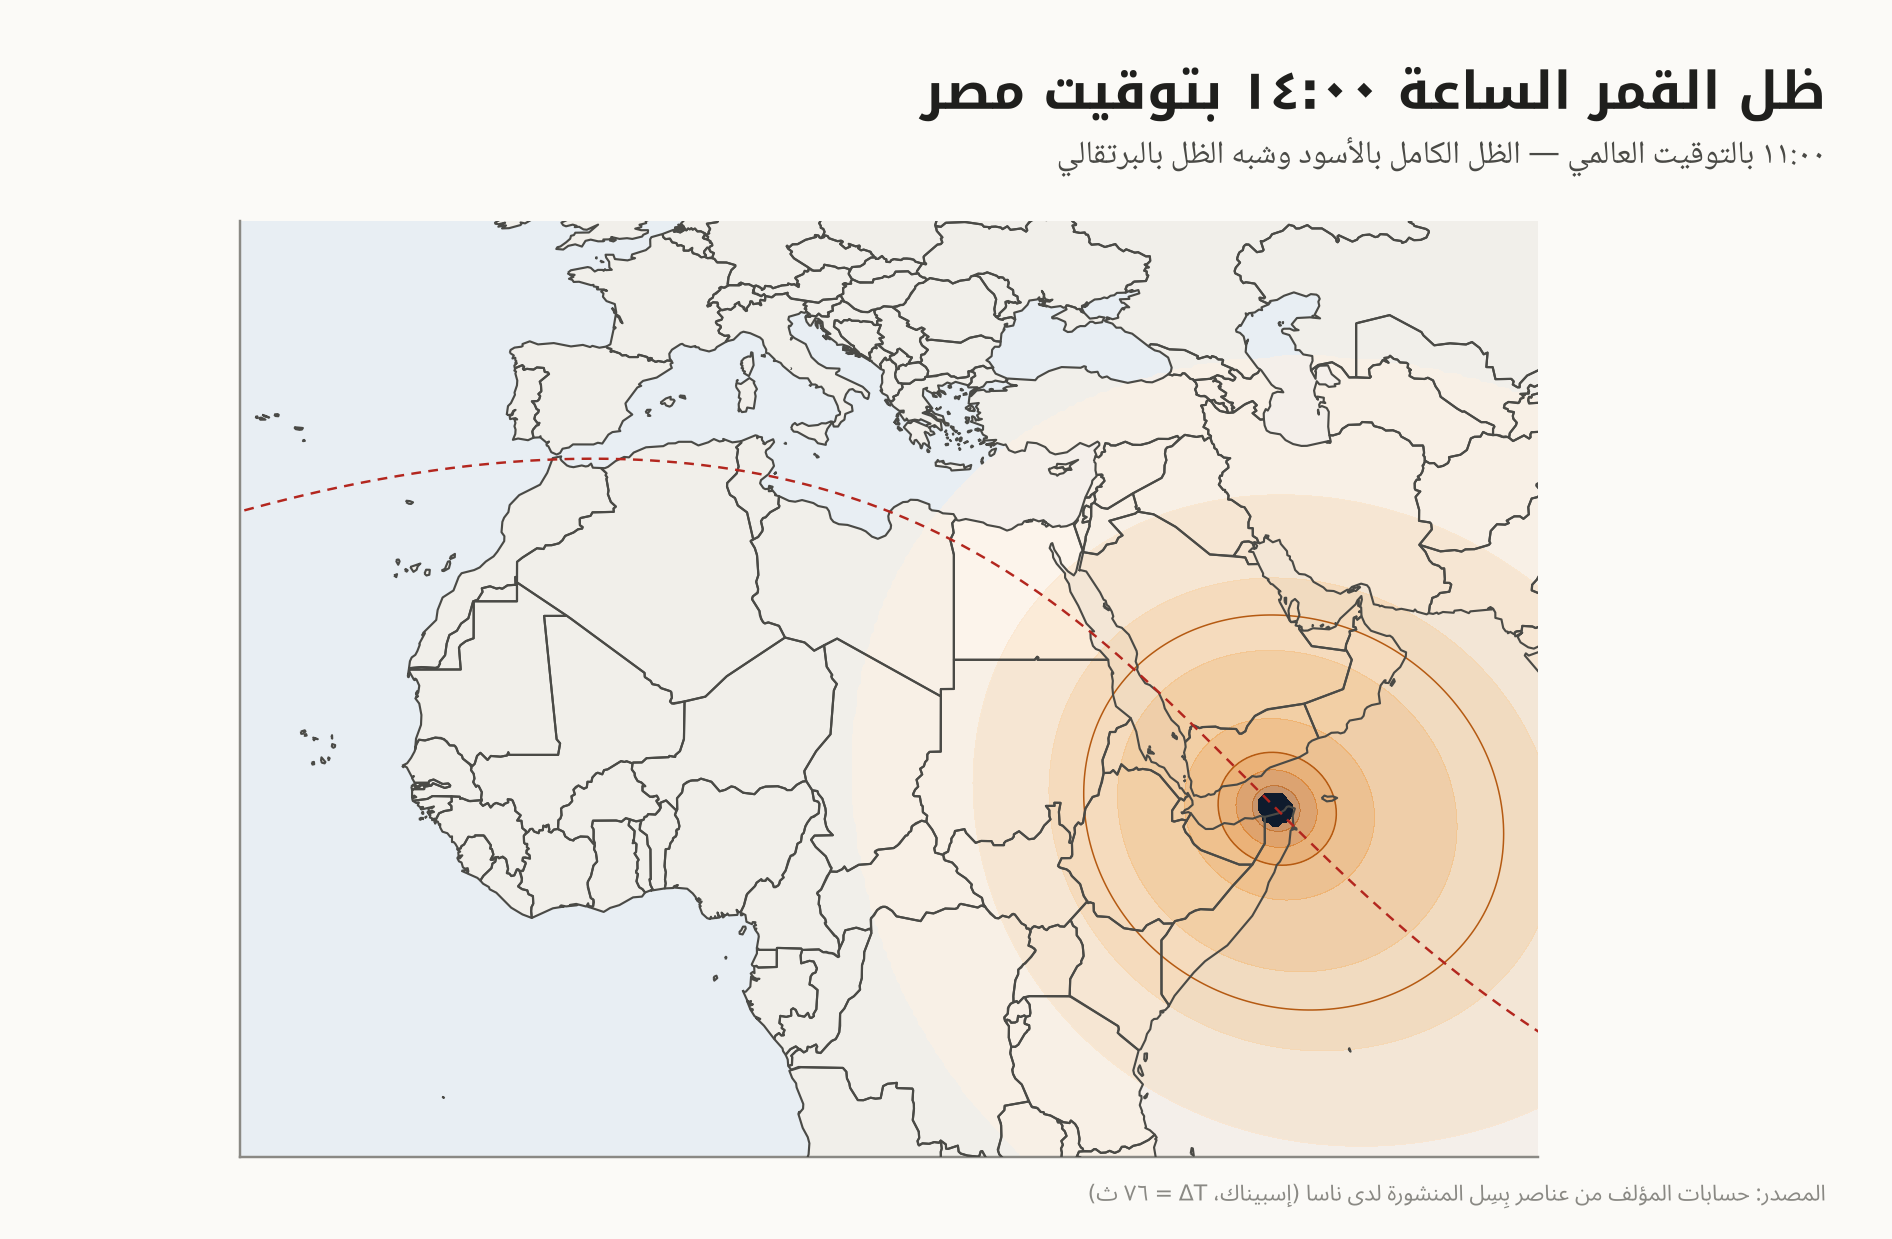 ظل القمر الساعة ١٤:٠٠ بتوقيت مصر
١١:٠٠ بالتوقيت العالمي — الظل الكامل بالأسود وشبه الظل بالبرتقالي
المصدر: حسابات المؤلف من عناصر بِسِل المنشورة لدى ناسا (إسبيناك، ΔT = ٧٦ ث)